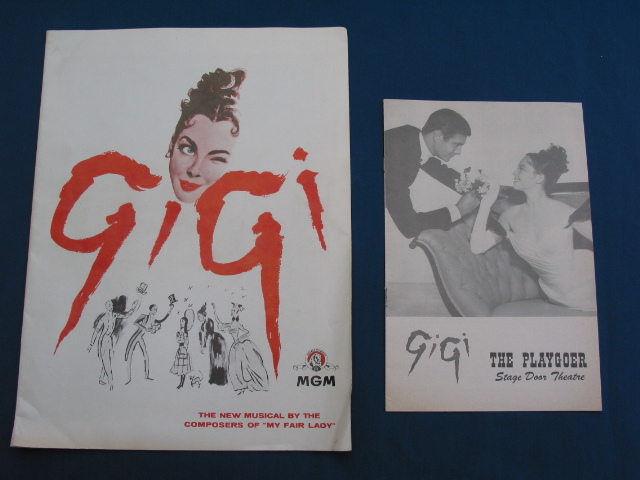 GiGi
MGM
THE NEW MUSICAL BY THE
COMPOSERS OF "MY FAIR LADY"
GiGi
THE PLAYGOER
Stage Door Theatre